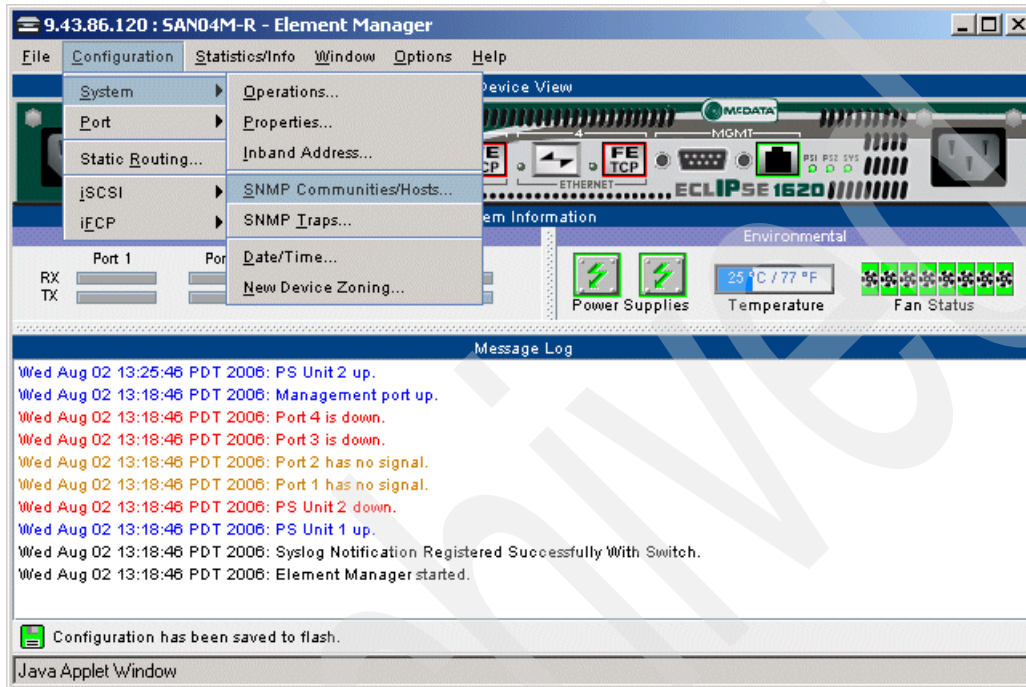 9.43.86.120 : SAN04M-R - Element Manager
File Configuration Statistics/Info Window Options Help
System
Port
Static Routing...
iSCSI
iFCP
Operations...
Properties...
Inband Address...
SNMP Communities/Hosts...
SNMP Traps...
Date/Time...
New Device Zoning...
Device View
McDATA
4
MGMT
FE
TCP
PS1 PS2 SYS
ETHERNET
ECLIPSE 1620
Information
Environmental
Port 1
RX
TX
25 °C / 77 °F
Power Supplies Temperature Fan Status
Message Log
Wed Aug 02 13:25:46 PDT 2006: PS Unit 2 up.
Wed Aug 02 13:18:46 PDT 2006: Management port up.
Wed Aug 02 13:18:46 PDT 2006: Port 4 is down.
Wed Aug 02 13:18:46 PDT 2006: Port 3 is down.
Wed Aug 02 13:18:46 PDT 2006: Port 2 has no signal.
Wed Aug 02 13:18:46 PDT 2006: Port 1 has no signal.
Wed Aug 02 13:18:46 PDT 2006: PS Unit 2 down.
Wed Aug 02 13:18:46 PDT 2006: PS Unit 1 up.
Wed Aug 02 13:18:46 PDT 2006: Syslog Notification Registered Successfully With Switch.
Wed Aug 02 13:18:46 PDT 2006: Element Manager started.
Configuration has been saved to flash.
Java Applet Window